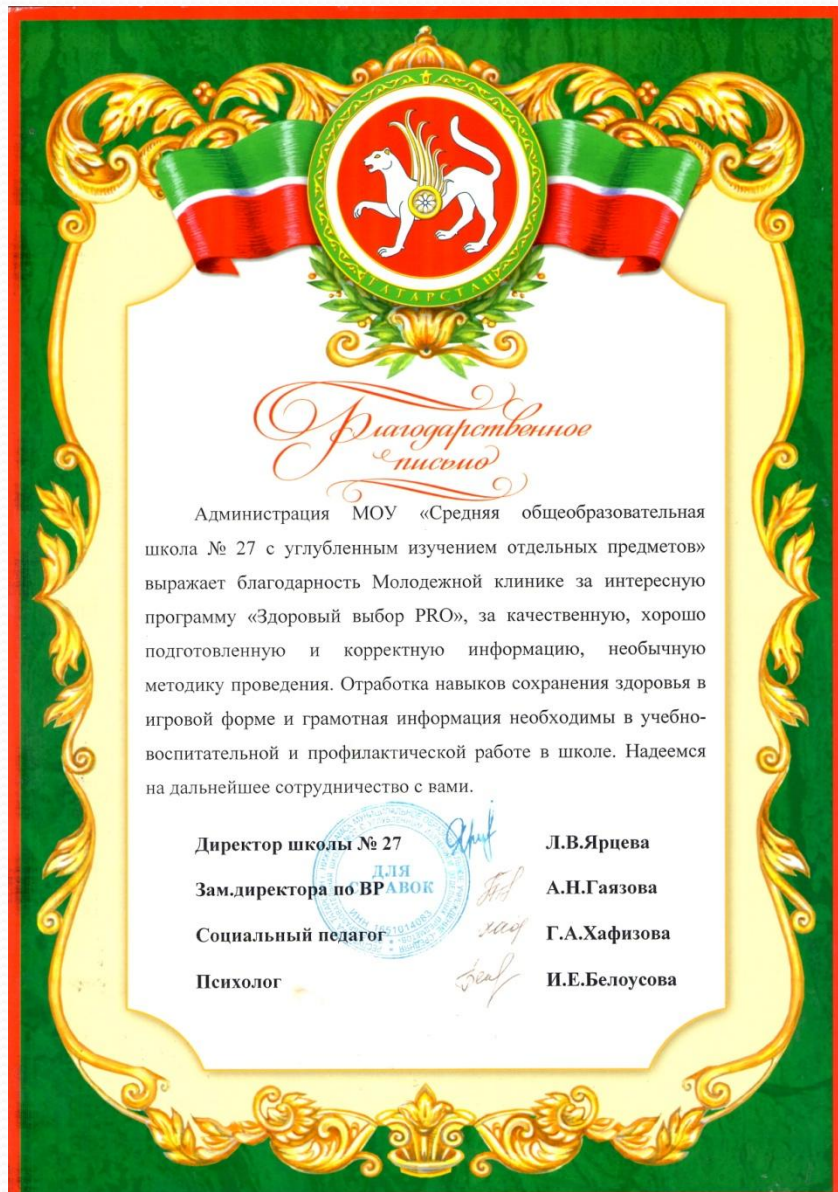 ТАТАРСТАН
Благодарственное
письмо
Администрация МОУ «Средняя общеобразовательная
школа № 27 с углубленным изучением отдельных предметов»
выражает благодарность Молодежной клинике за интересную
программу «Здоровый выбор PRO», за качественную, хорошо
подготовленную и корректную информацию, необычную
методику проведения. Отработка навыков сохранения здоровья в
игровой форме и грамотная информация необходимы в учебно-
воспитательной и профилактической работе в школе. Надеемся
на дальнейшее сотрудничество с вами.
Директор школы № 27 Л.В.Ярцева
Зам.директора по ВР А.Н.Гаязова
Социальный педагог Г.А.Хафизова
Психолог И.Е.Белоусова
ДЛЯ
СПРАВОК
ИНН 1651014083